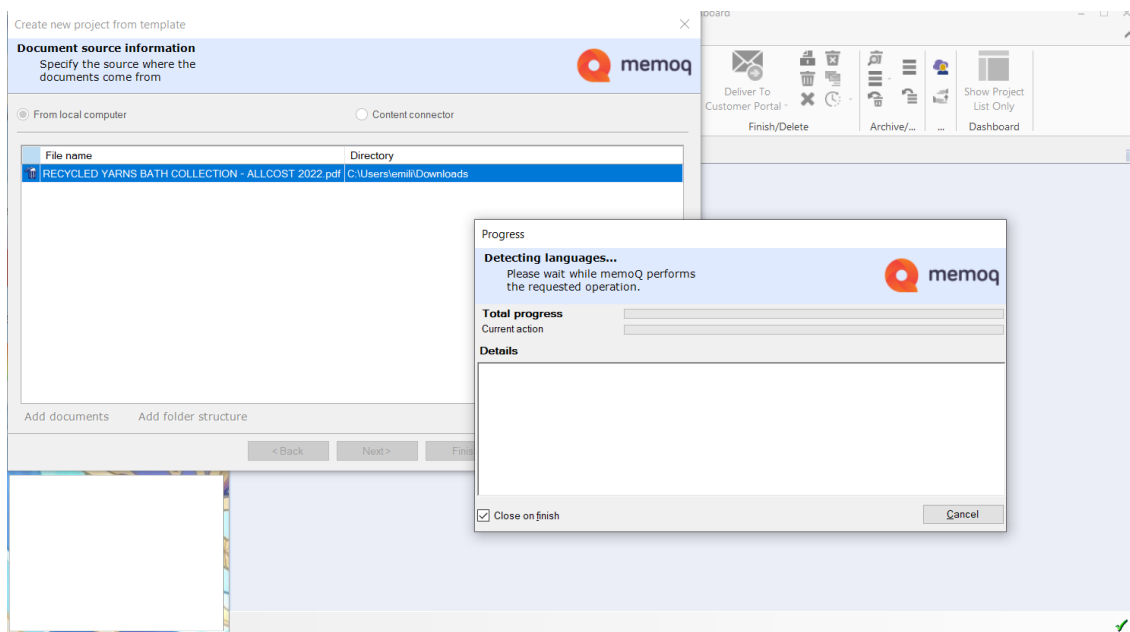 Create new project from template
Document source information
Specify the source where the
documents come from
memoq
From local computer
Content connector
File name
Directory
RECYCLED YARNS BATH COLLECTION - ALLCOST 2022.pdf
C:\Users\emili\Downloads
Add documents
Add folder structure
< Back
Next >
Deliver To
Customer Portal
Finish/Delete
Archive/...
...
Show Project
List Only
Dashboard
Progress
Detecting languages...
Please wait while memoQ performs
the requested operation.
memoq
Total progress
Current action
Details
Close on finish
Cancel